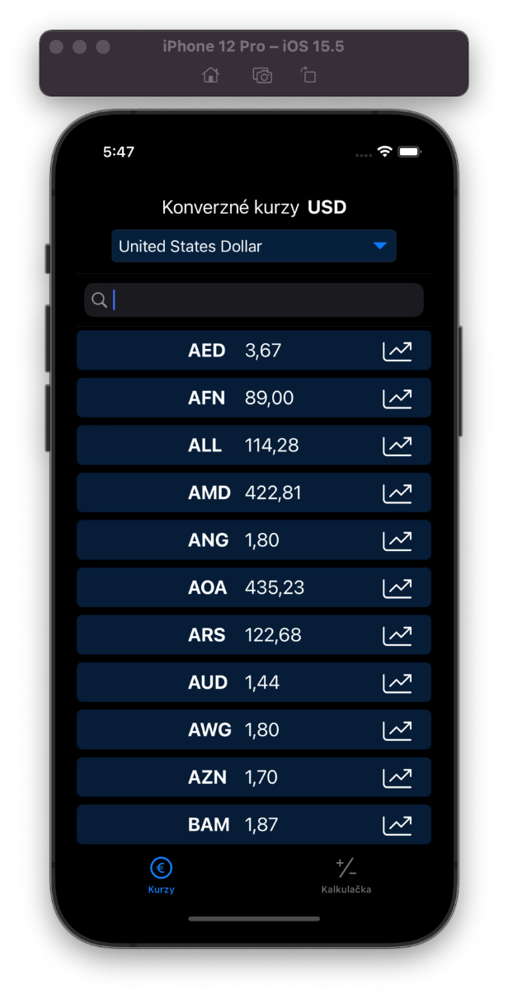 iPhone 12 Pro – iOS 15.5
5:47
Konverzné kurzy USD
United States Dollar
AED 3,67
AFN 89,00
ALL 114,28
AMD 422,81
ANG 1,80
AOA 435,23
ARS 122,68
AUD 1,44
AWG 1,80
AZN 1,70
BAM 1,87
Kurzy Kalkulačka